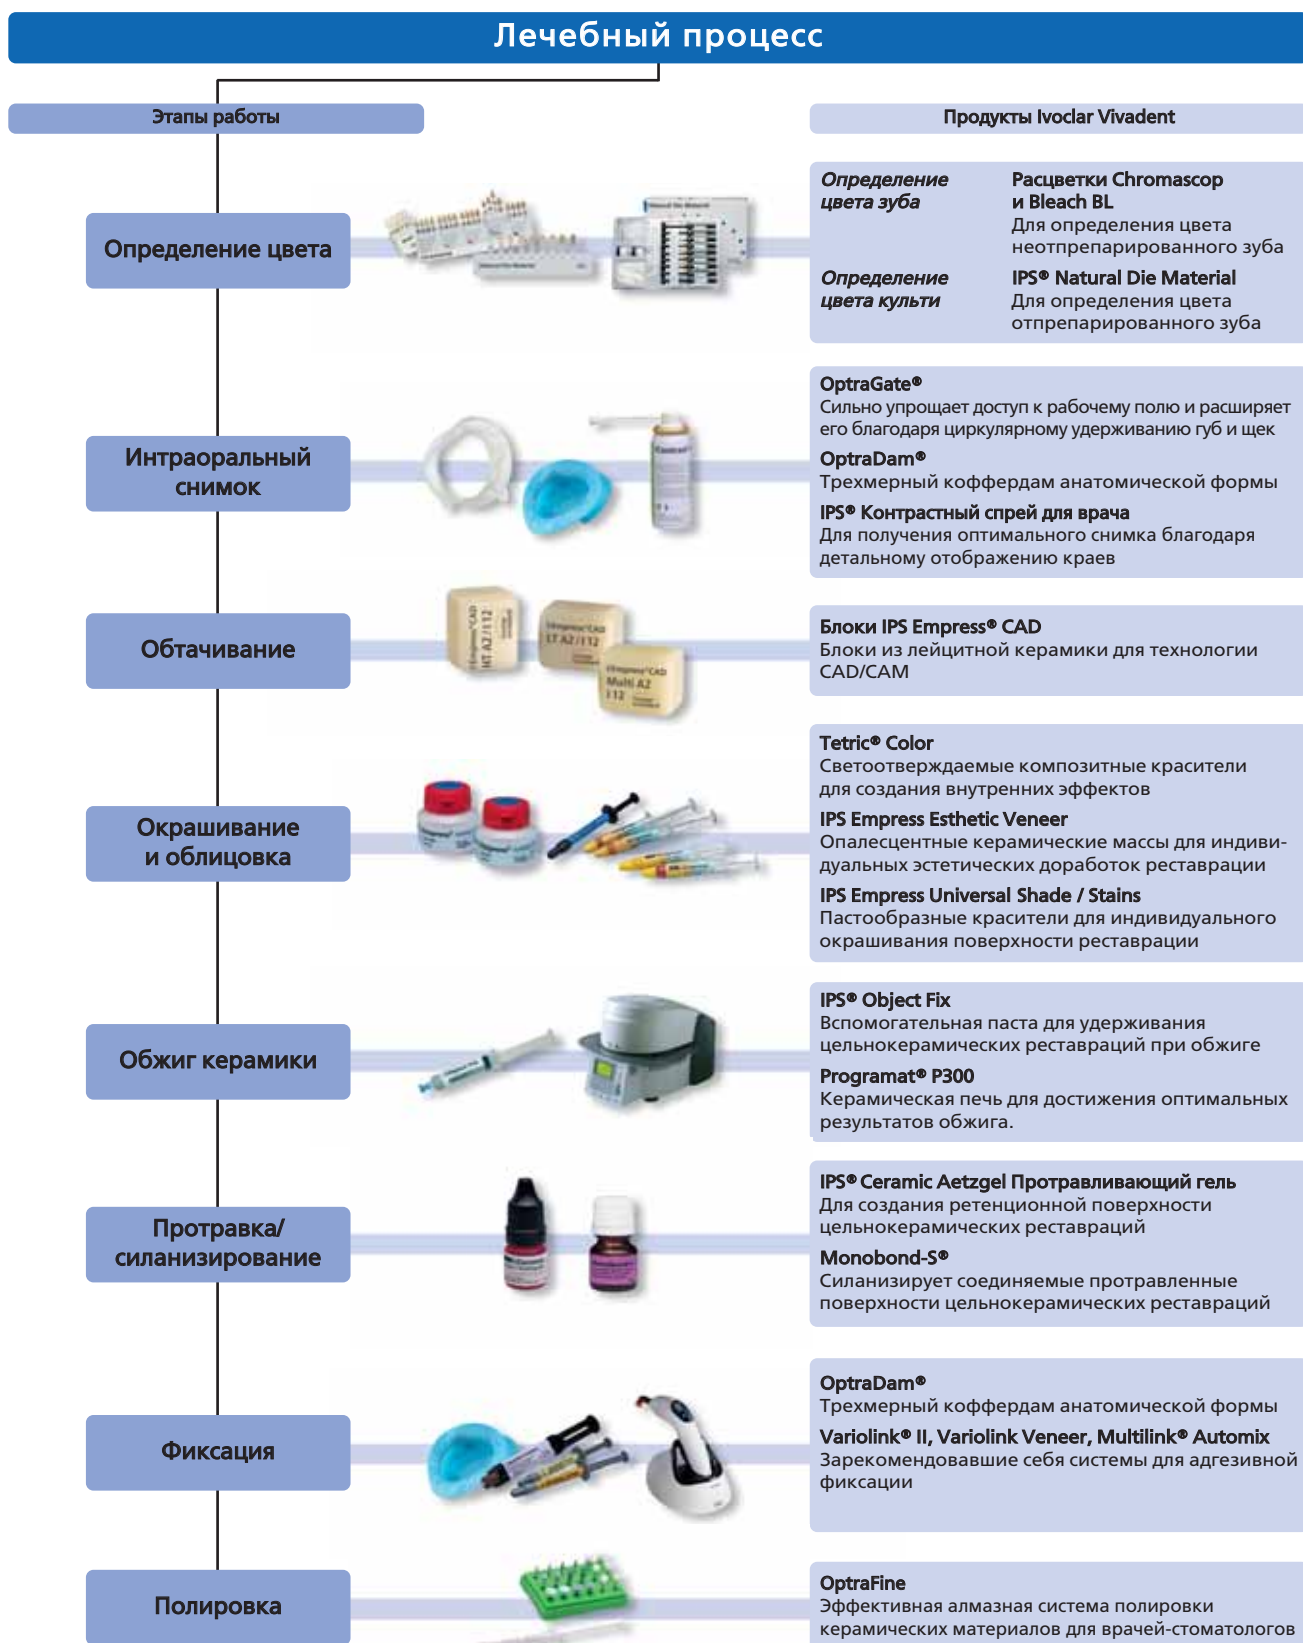 Лечебный процесс
Этапы работы
Продукты Ivoclar Vivadent
Определение цвета
Определение
цвета зуба
Расцветки Chromascop
и Bleach BL
Для определения цвета
неотпрепарированного зуба
Определение
цвета культи
IPS® Natural Die Material
Для определения цвета
отпрепарированного зуба
Интраоральный
снимок
OptraGate®
Сильно упрощает доступ к рабочему полю и расширяет
его благодаря циркулярному удерживанию губ и щек
OptraDam®
Трехмерный коффердам анатомической формы
IPS® Контрастный спрей для врача
Для получения оптимального снимка благодаря
детальному отображению краев
Обтачивание
HT A2 / I 12
LT A2 / I 12
Multi A2
I 12
Блоки IPS Empress® CAD
Блоки из лейцитной керамики для технологии
CAD/CAM
Окрашивание
и облицовка
Tetric® Color
Светоотверждаемые композитные красители
для создания внутренних эффектов
IPS Empress Esthetic Veneer
Опалесцентные керамические массы для индиви-
дуальных эстетических доработок реставрации
IPS Empress Universal Shade / Stains
Пастообразные красители для индивидуального
окрашивания поверхности реставрации
Обжиг керамики
IPS® Object Fix
Вспомогательная паста для удерживания
цельнокерамических реставраций при обжиге
Programat® P300
Керамическая печь для достижения оптимальных
результатов обжига.
Протравка/
силанизирование
IPS® Ceramic Aetzgel Протравливающий гель
Для создания ретенционной поверхности
цельнокерамических реставраций
Monobond-S®
Силанизирует соединяемые протравленные
поверхности цельнокерамических реставраций
Фиксация
OptraDam®
Трехмерный коффердам анатомической формы
Variolink® II, Variolink Veneer, Multilink® Automix
Зарекомендовавшие себя системы для адгезивной
фиксации
Полировка
OptraFine
Эффективная алмазная система полировки
керамических материалов для врачей-стоматологов